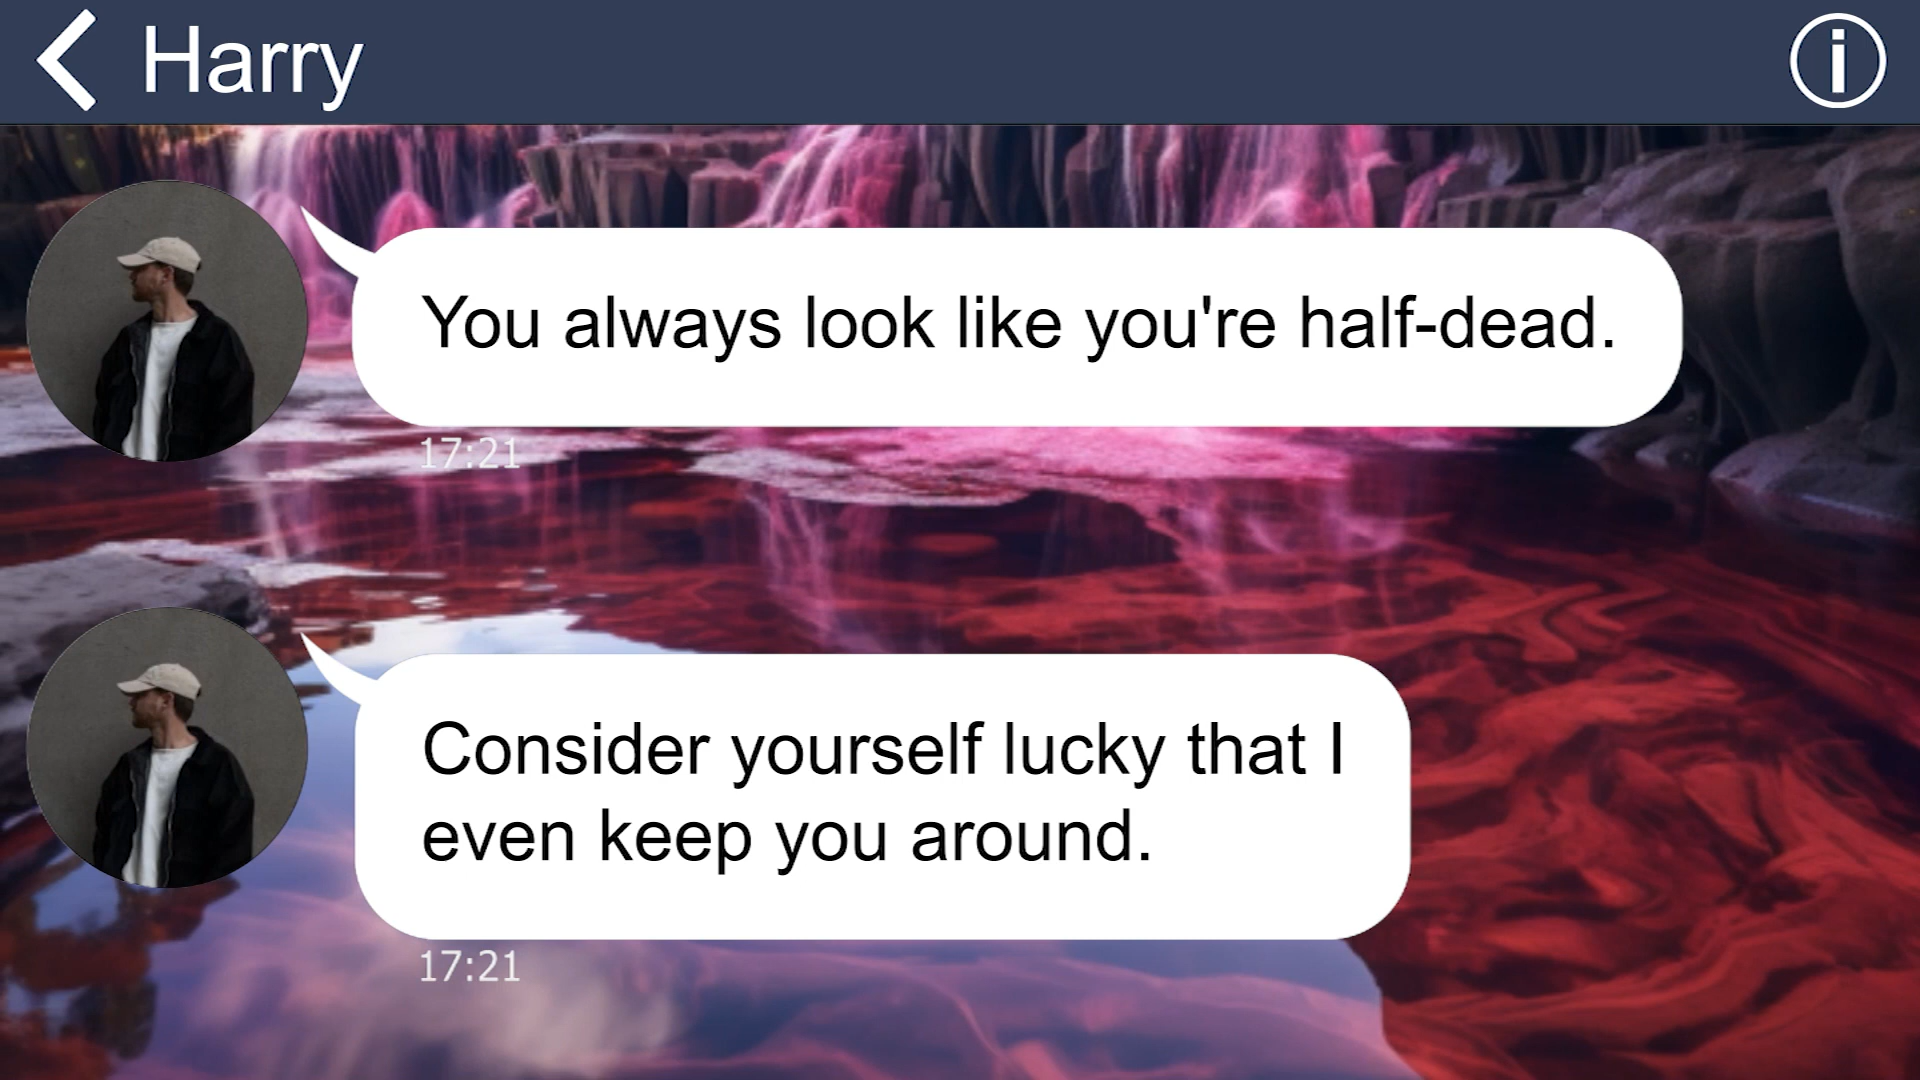 Harry
You always look like you're half-dead.
17:21
Consider yourself lucky that I
even keep you around.
17:21